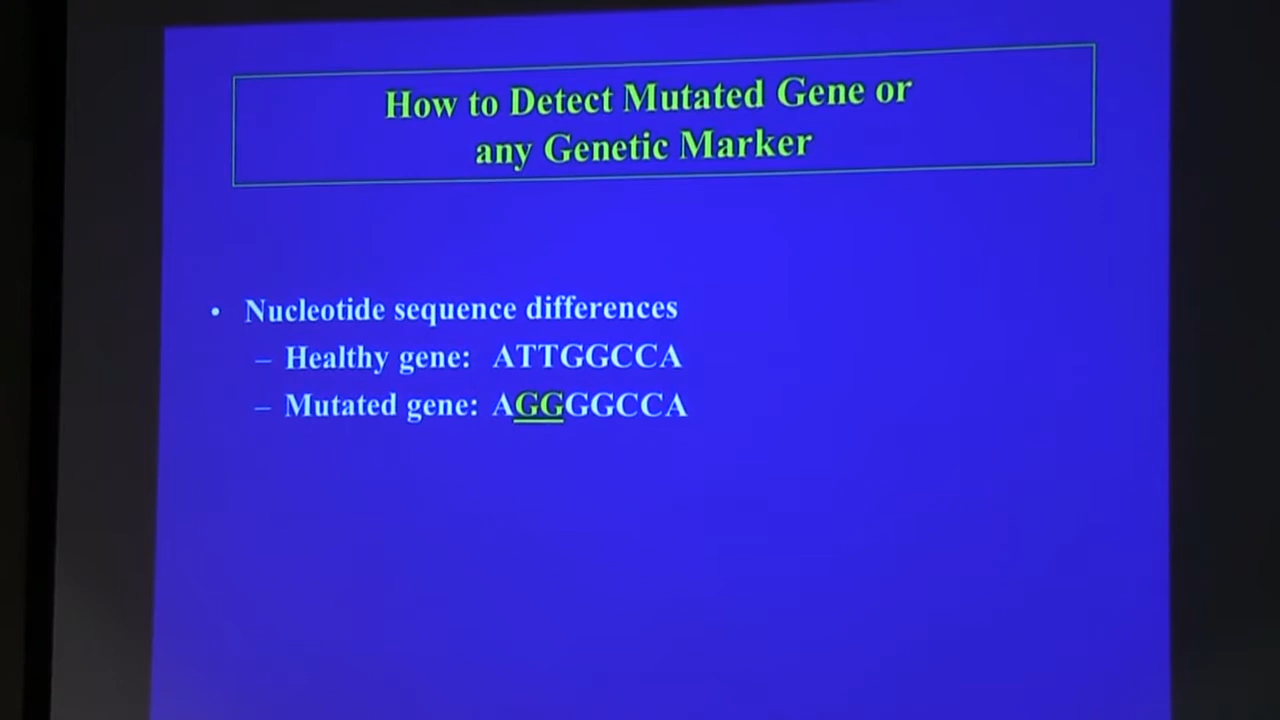 How to Detect Mutated Gene or
any Genetic Marker
• Nucleotide sequence differences
– Healthy gene: ATTGGCCA
– Mutated gene: AGGGGCCA